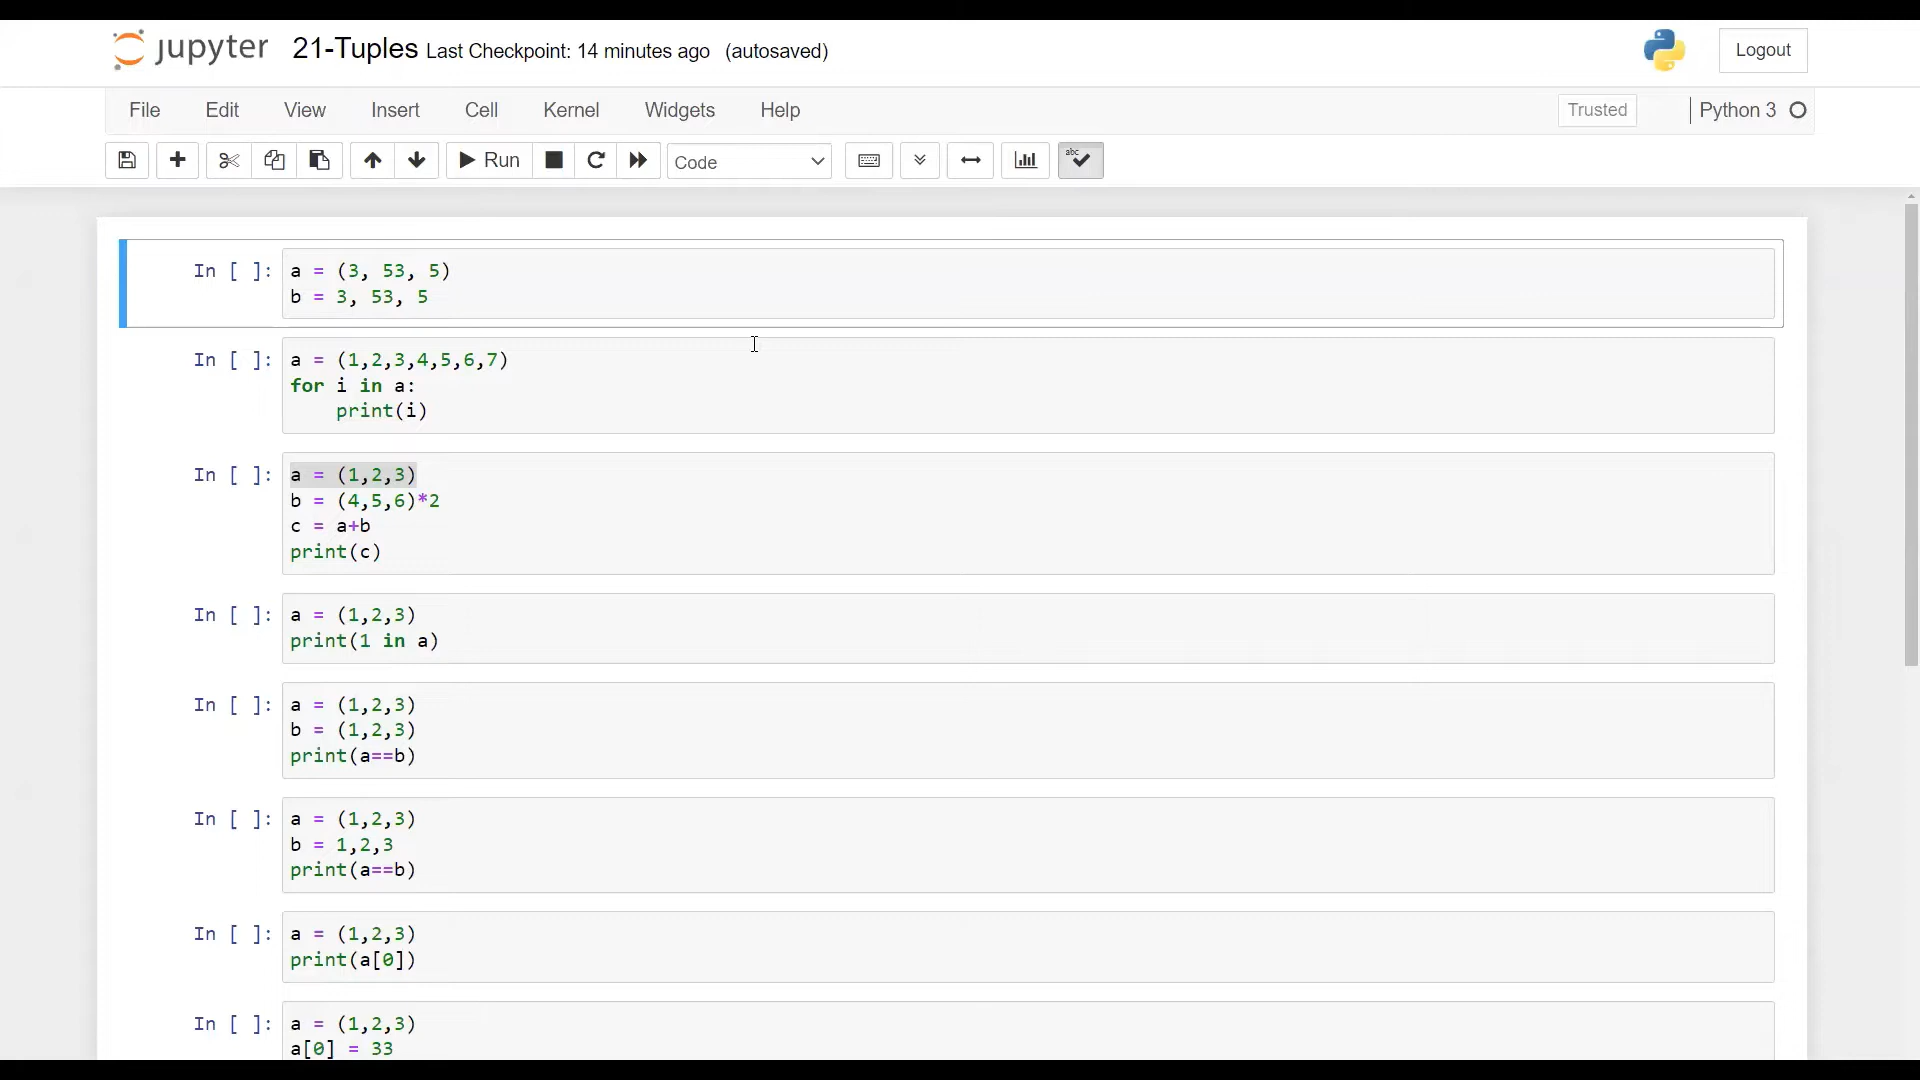 jupyter 21-Tuples Last Checkpoint: 14 minutes ago (autosaved) Logout
File Edit View Insert Cell Kernel Widgets Help Trusted Python 3
Run Code abc
In [ ]: a = (3, 53, 5)
b = 3, 53, 5
In [ ]: a = (1,2,3,4,5,6,7)
for i in a:
    print(i)
In [ ]: a = (1,2,3)
b = (4,5,6)*2
c = a+b
print(c)
In [ ]: a = (1,2,3)
print(1 in a)
In [ ]: a = (1,2,3)
b = (1,2,3)
print(a==b)
In [ ]: a = (1,2,3)
b = 1,2,3
print(a==b)
In [ ]: a = (1,2,3)
print(a[0])
In [ ]: a = (1,2,3)
a[0] = 33